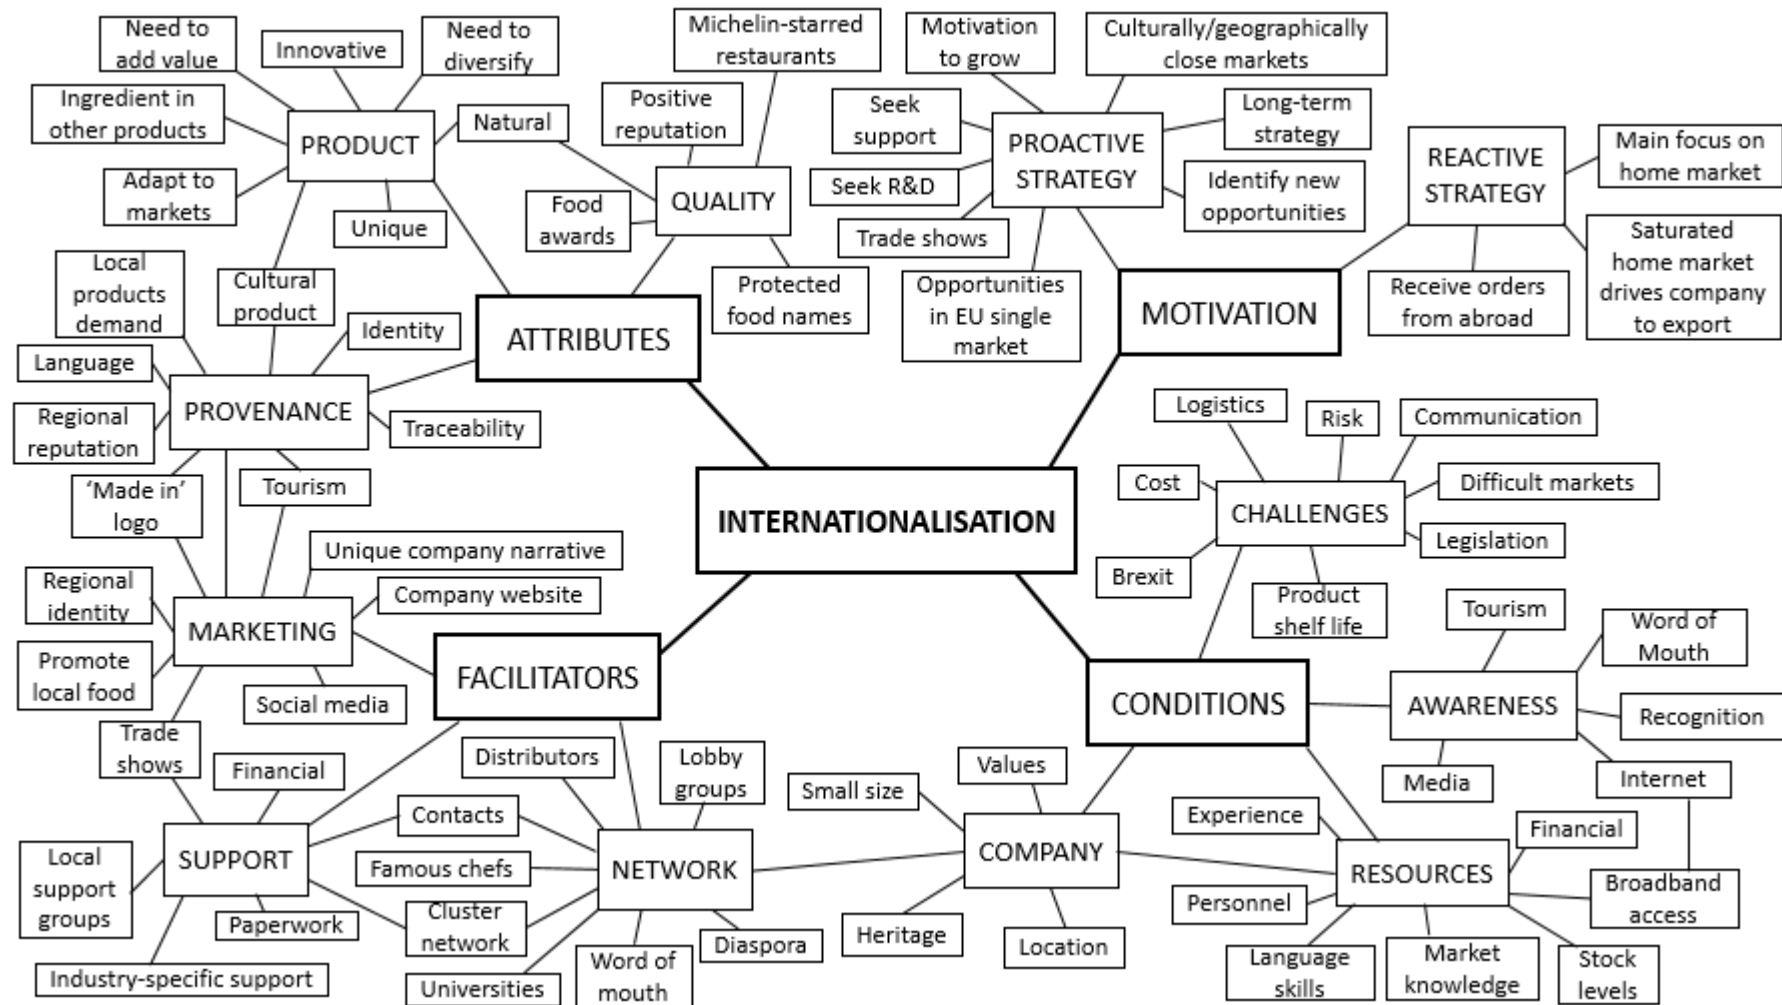 Need to
add value
Innovative
Need to
diversify
Michelin-starred
restaurants
Motivation
to grow
Culturally/geographically
close markets
Ingredient in
other products
Natural
Positive
reputation
Seek
support
Long-term
strategy
PRODUCT
PROACTIVE
STRATEGY
REACTIVE
STRATEGY
Main focus on
home market
Adapt to
markets
Unique
Food
awards
QUALITY
Seek R&D
Identify new
opportunities
Trade shows
Local
products
demand
Cultural
product
Identity
Protected
food names
Opportunities
in EU single
market
Receive orders
from abroad
Saturated
home market
drives company
to export
ATTRIBUTES
MOTIVATION
Language
PROVENANCE
Regional
reputation
Traceability
Logistics
Risk
Communication
‘Made in’
logo
Tourism
Cost
Difficult markets
CHALLENGES
INTERNATIONALISATION
Unique company narrative
Legislation
Brexit
Regional
identity
Company website
Product
shelf life
Tourism
Word of
Mouth
MARKETING
Promote
local food
FACILITATORS
Social media
CONDITIONS
AWARENESS
Recognition
Trade
shows
Financial
Distributors
Lobby
groups
Values
Small size
Media
Internet
Contacts
Experience
Financial
Local
support
groups
SUPPORT
Famous chefs
NETWORK
COMPANY
RESOURCES
Broadband
access
Paperwork
Cluster
network
Diaspora
Heritage
Location
Personnel
Industry-specific support
Universities
Word of
mouth
Language
skills
Market
knowledge
Stock
levels